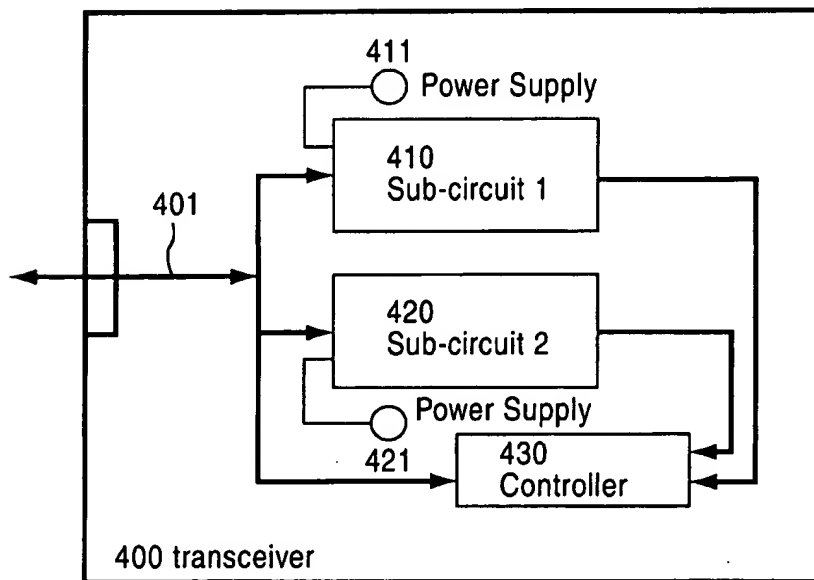 411
Power Supply
410
Sub-circuit 1
401
420
Sub-circuit 2
Power Supply
421
430
Controller
400 transceiver